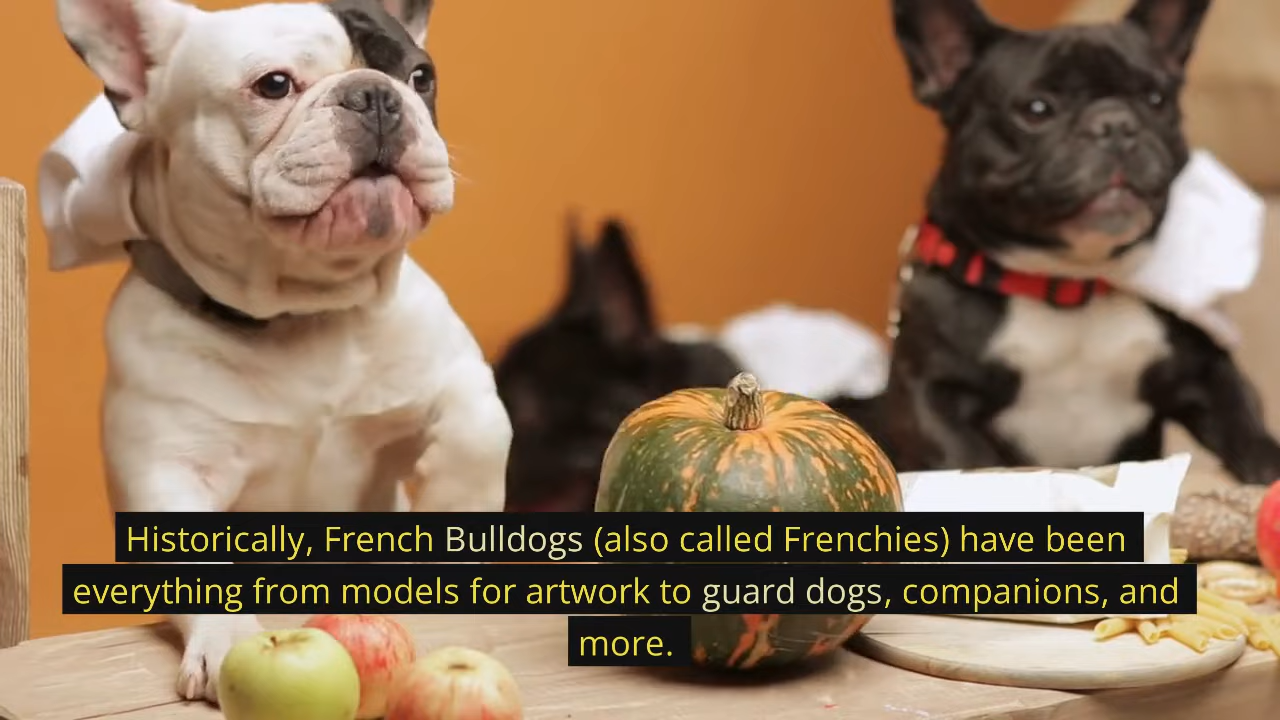 Historically, French Bulldogs (also called Frenchies) have been
everything from models for artwork to guard dogs, companions, and
more.